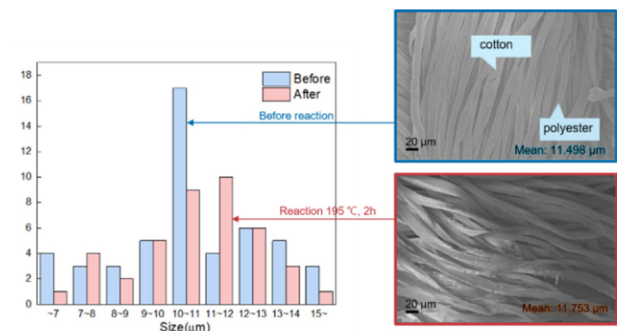 18
16
14
12
10
8
6
4
2
0
Before
After
Before reaction
Reaction 195 ℃, 2h
~7 7~8 8~9 9~10 10~11 11~12 12~13 13~14 15~
Size(μm)
cotton
polyester
20 μm
Mean: 11.498 μm
20 μm
Mean: 11.753 μm